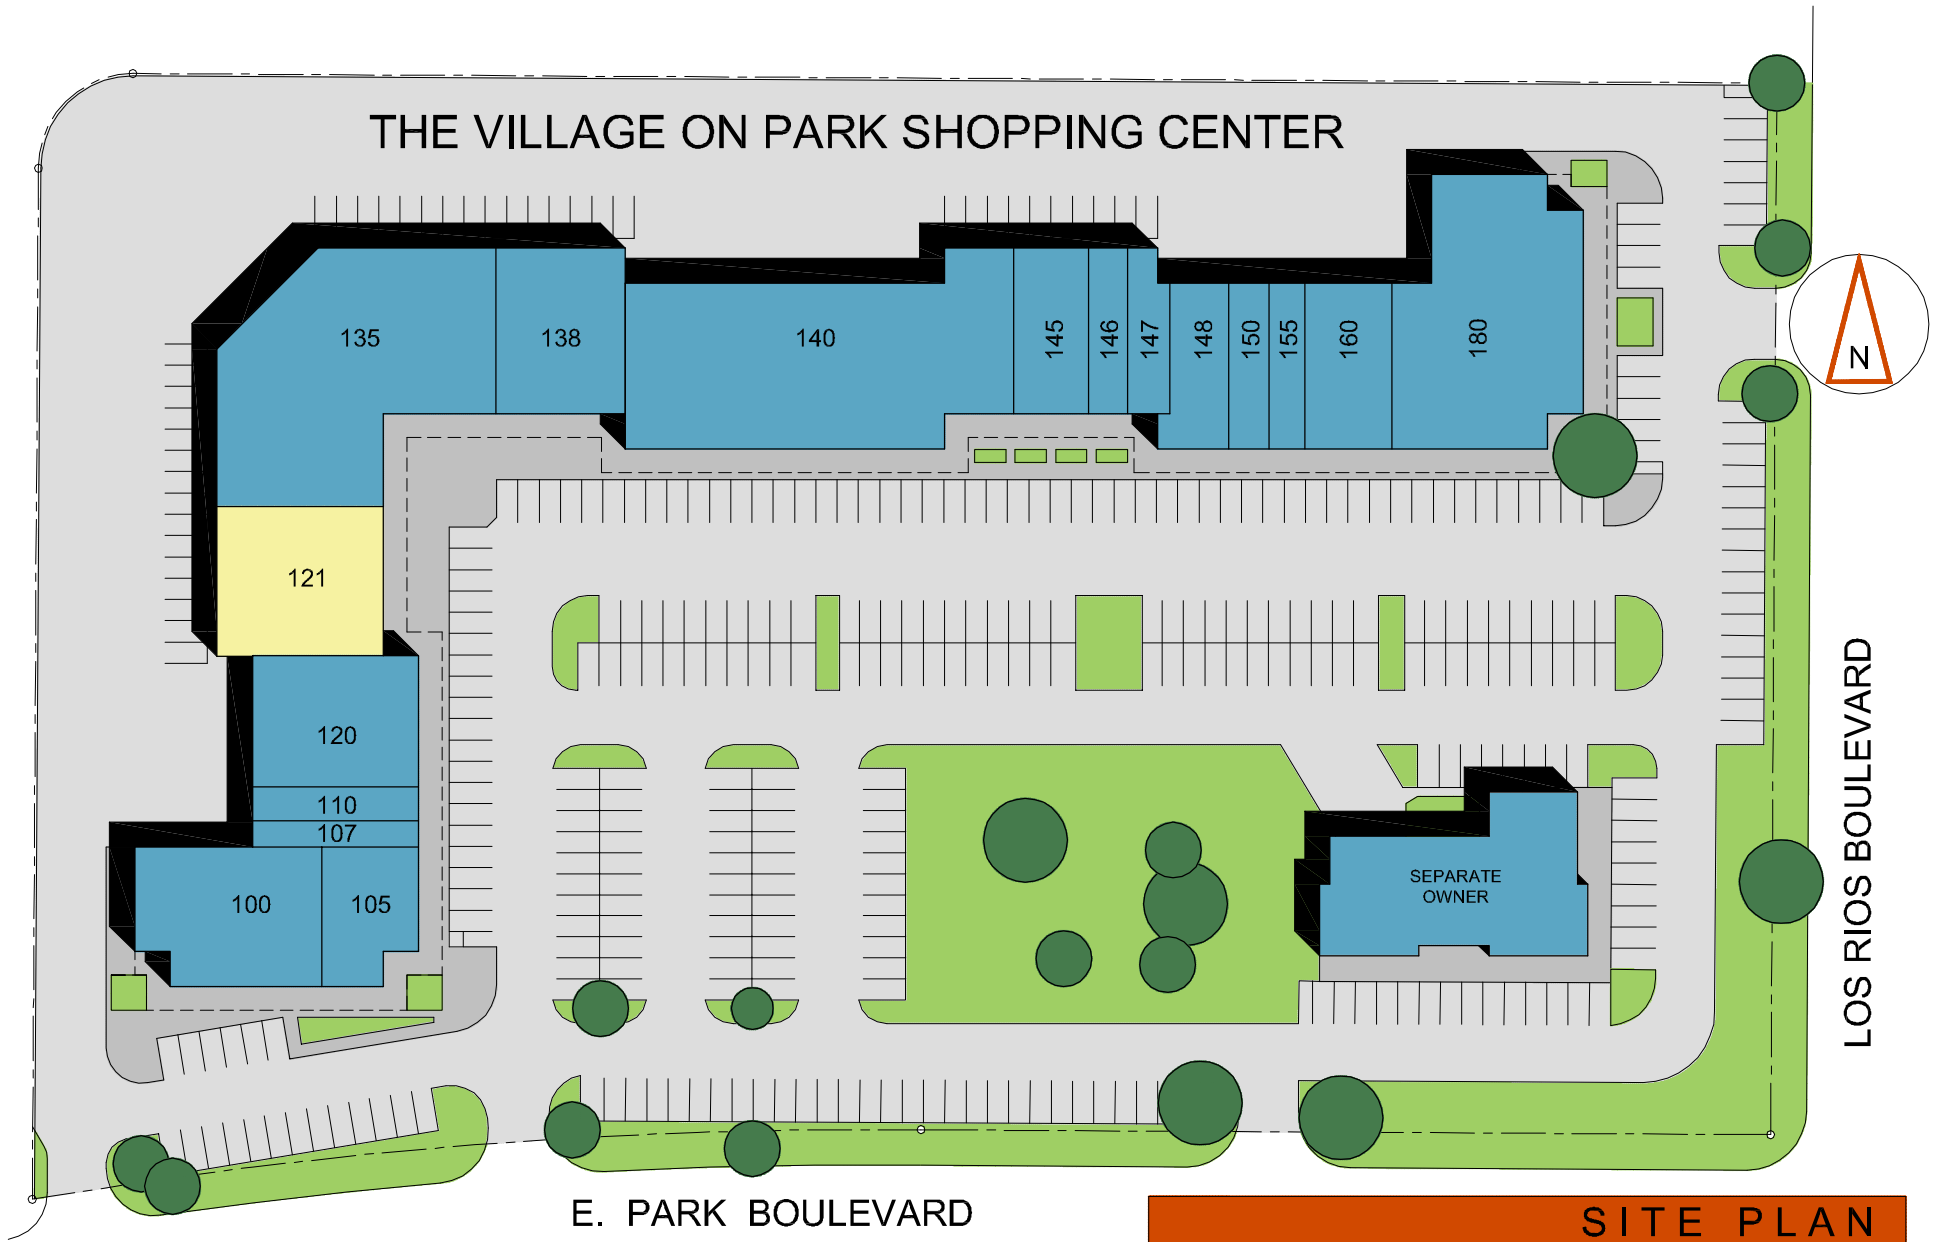 THE VILLAGE ON PARK SHOPPING CENTER
135
138
140
145
146
147
148
150
155
160
180
N
121
120
110
107
100
105
SEPARATE
OWNER
LOS RIOS BOULEVARD
E. PARK BOULEVARD
SITE PLAN